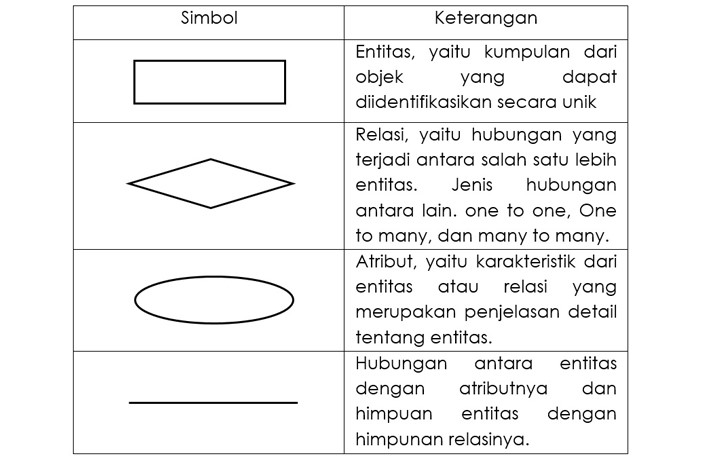 Simbol
Keterangan
Entitas, yaitu kumpulan dari
objek yang dapat
diidentifikasikan secara unik
Relasi, yaitu hubungan yang
terjadi antara salah satu lebih
entitas. Jenis hubungan
antara lain. one to one, One
to many, dan many to many.
Atribut, yaitu karakteristik dari
entitas atau relasi yang
merupakan penjelasan detail
tentang entitas.
Hubungan antara entitas
dengan atributnya dan
himpuan entitas dengan
himpunan relasinya.